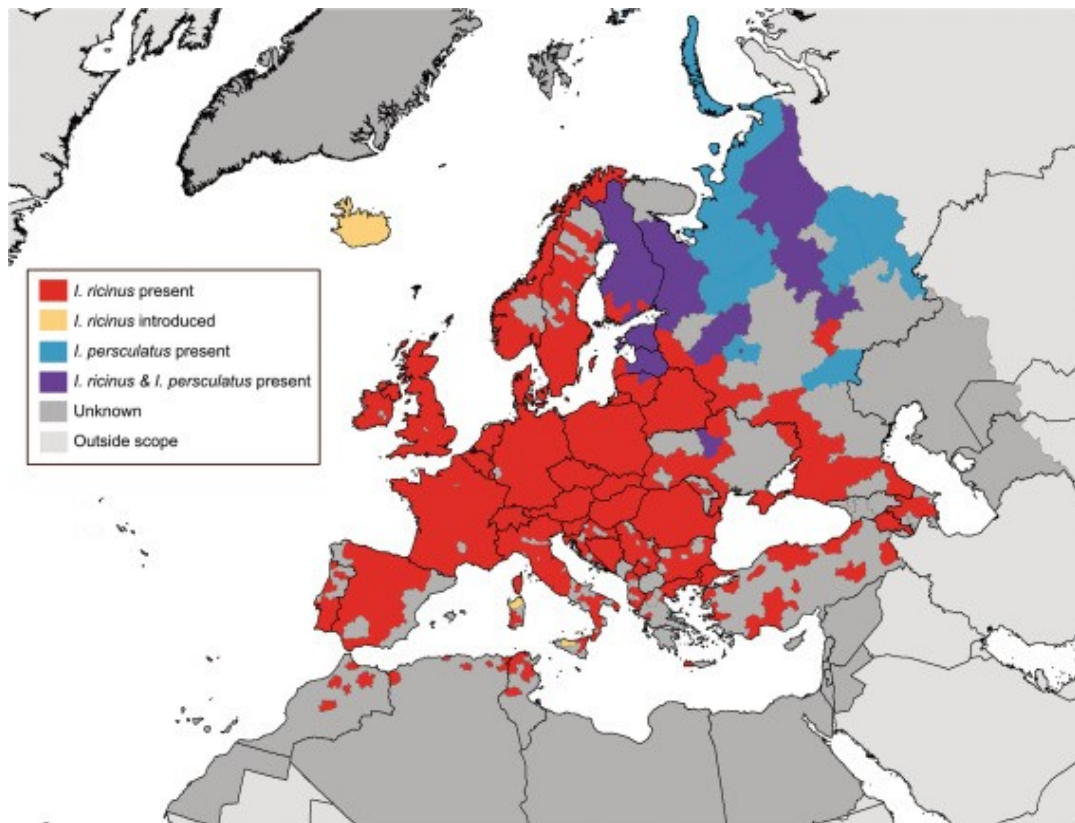 I. ricinus present
I. ricinus introduced
I. persculatus present
I. ricinus & I. persculatus present
Unknown
Outside scope